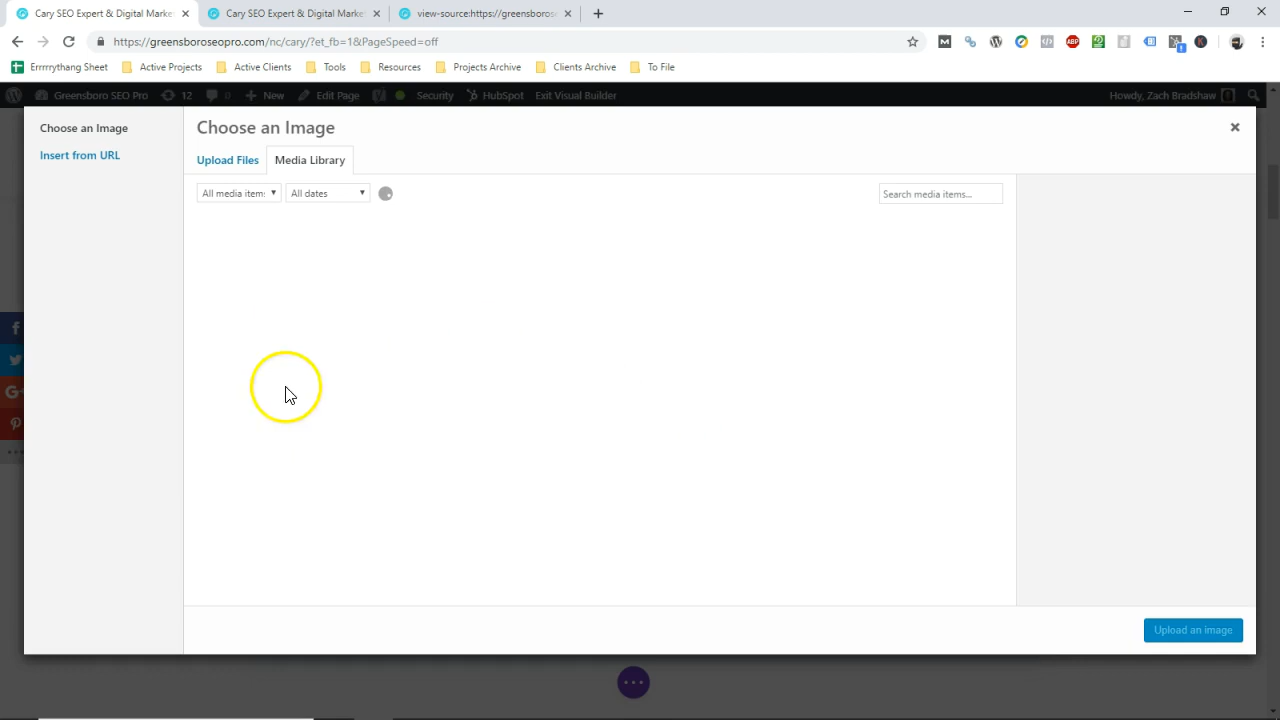 Cary SEO Expert & Digital Marke
Cary SEO Expert & Digital Marke
view-source:https://greensborose
https://greensboroseopro.com/nc/cary/?et_fb=1&PageSpeed=off
Errrrrythang Sheet
Active Projects
Active Clients
Tools
Resources
Projects Archive
Clients Archive
To File
Greensboro SEO Pro
12
0
New
Edit Page
Security
HubSpot
Exit Visual Builder
Howdy, Zach Bradshaw
Choose an Image
Insert from URL
Choose an Image
Upload Files
Media Library
All media items
All dates
Search media items...
Upload an image